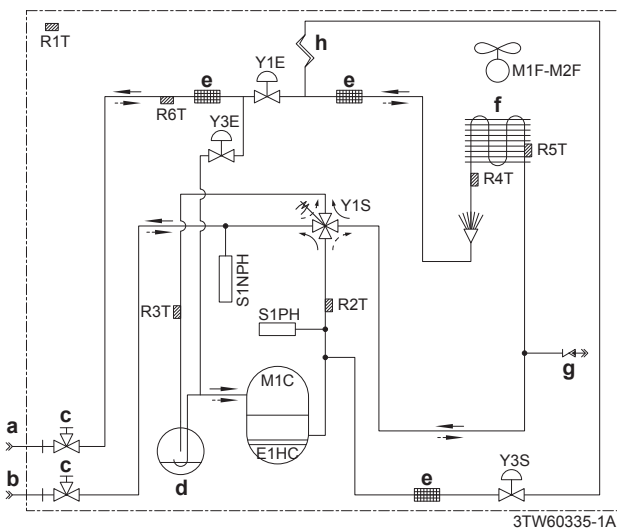 R1T
h
Y1E
e
e
M1F-M2F
R6T
f
Y3E
R5T
R4T
Y1S
S1NPH
R3T
R2T
S1PH
g
M1C
a
c
E1HC
b
c
d
e
Y3S
3TW60335-1A